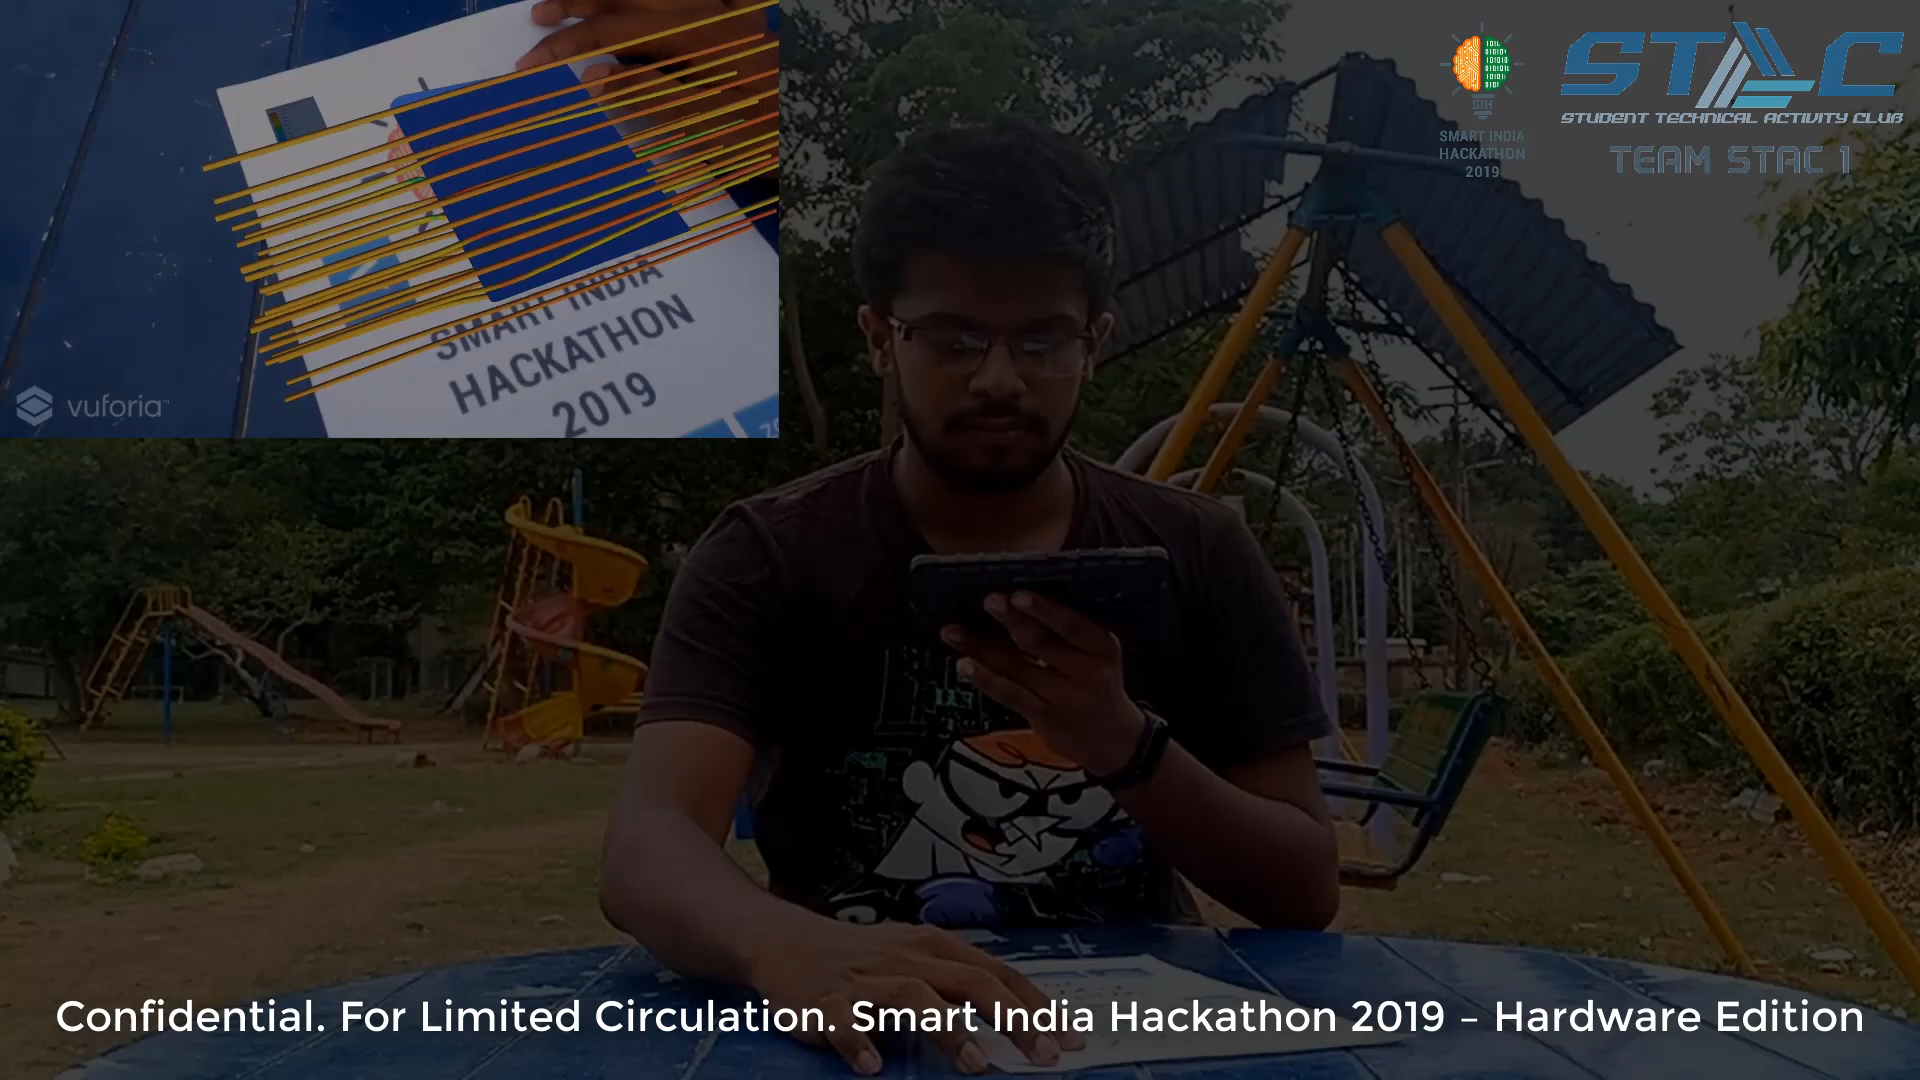 SMART INDIA
HACKATHON
2019
vuforia™
SIH
SMART INDIA
HACKATHON
2019
STAC
STUDENT TECHNICAL ACTIVITY CLUB
TEAM STAC 1
Confidential. For Limited Circulation. Smart India Hackathon 2019 – Hardware Edition